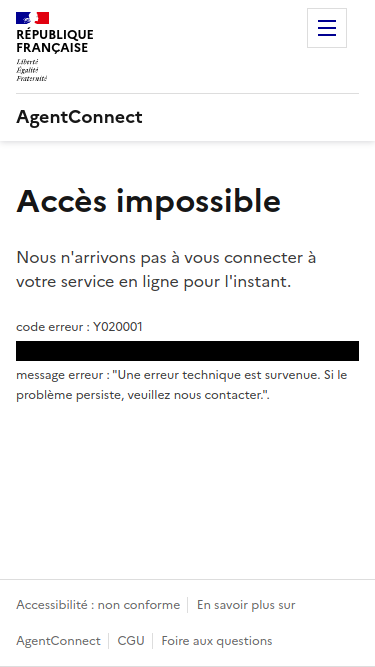 RÉPUBLIQUE
FRANÇAISE
Liberté
Égalité
Fraternité
AgentConnect
Accès impossible
Nous n'arrivons pas à vous connecter à
votre service en ligne pour l'instant.
code erreur : Y020001
message erreur : "Une erreur technique est survenue. Si le
problème persiste, veuillez nous contacter.".
Accessibilité : non conforme
En savoir plus sur
AgentConnect
CGU
Foire aux questions